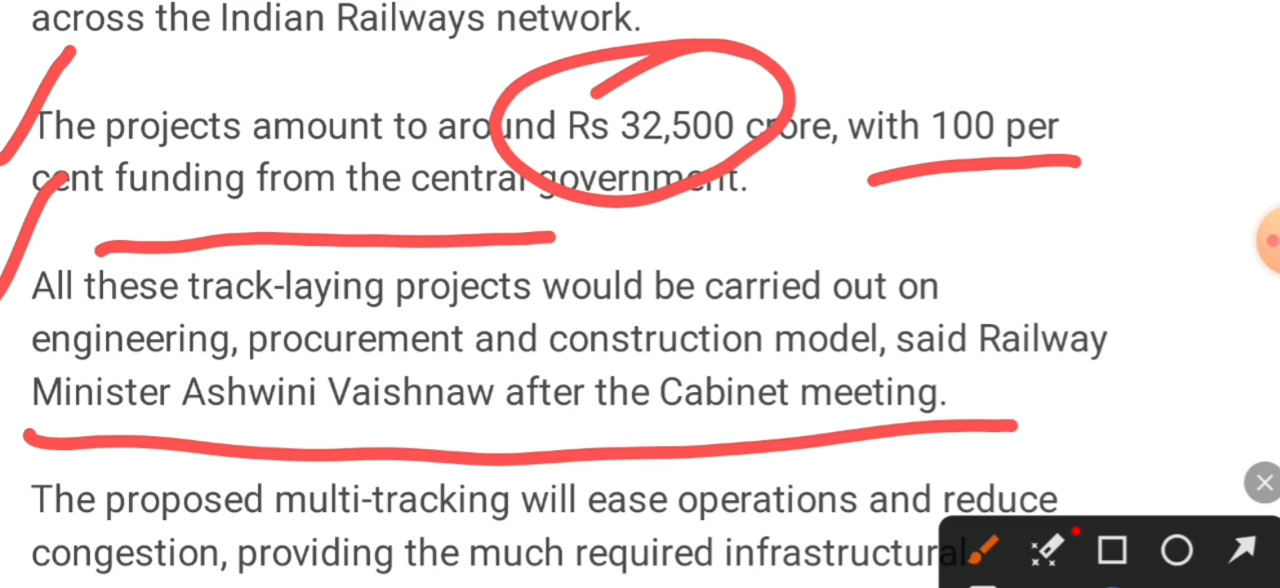 across the Indian Railways network.
The projects amount to around Rs 32,500 crore, with 100 per
cent funding from the central government.
All these track-laying projects would be carried out on
engineering, procurement and construction model, said Railway
Minister Ashwini Vaishnaw after the Cabinet meeting.
The proposed multi-tracking will ease operations and reduce
congestion, providing the much required infrastructural